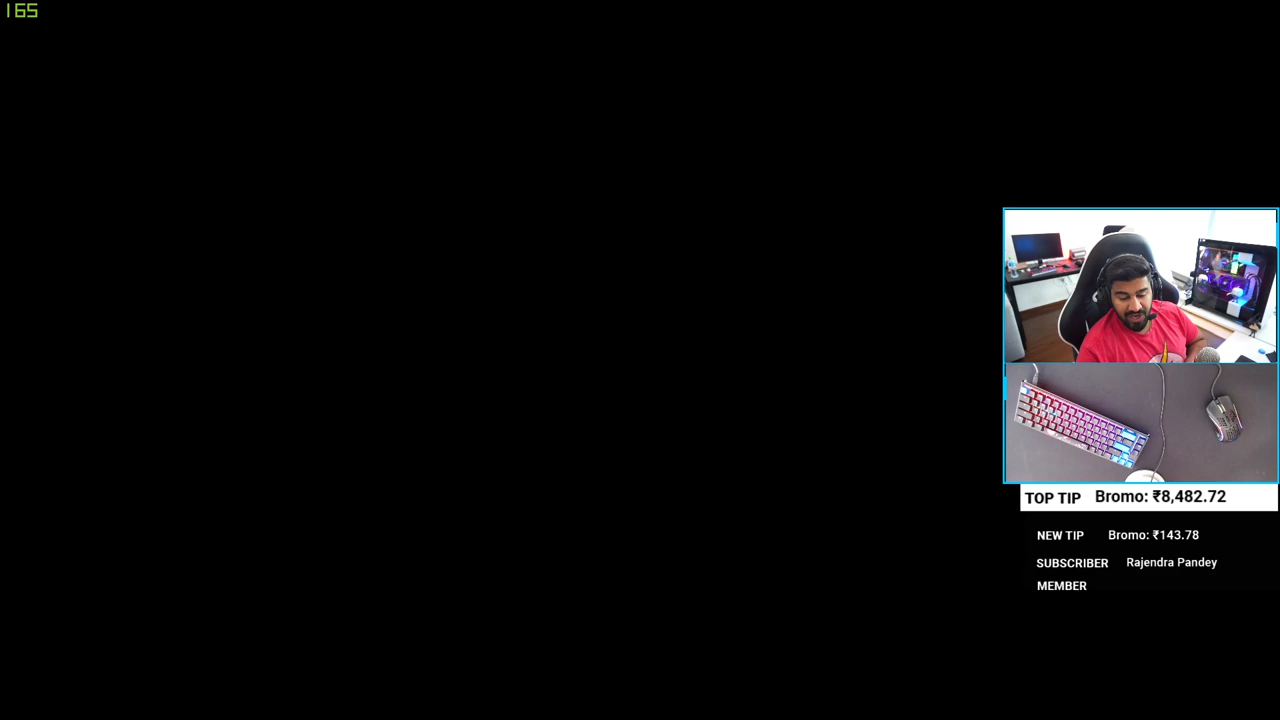 165
TOP TIP Bromo: ₹8,482.72
NEW TIP Bromo: ₹143.78
SUBSCRIBER Rajendra Pandey
MEMBER